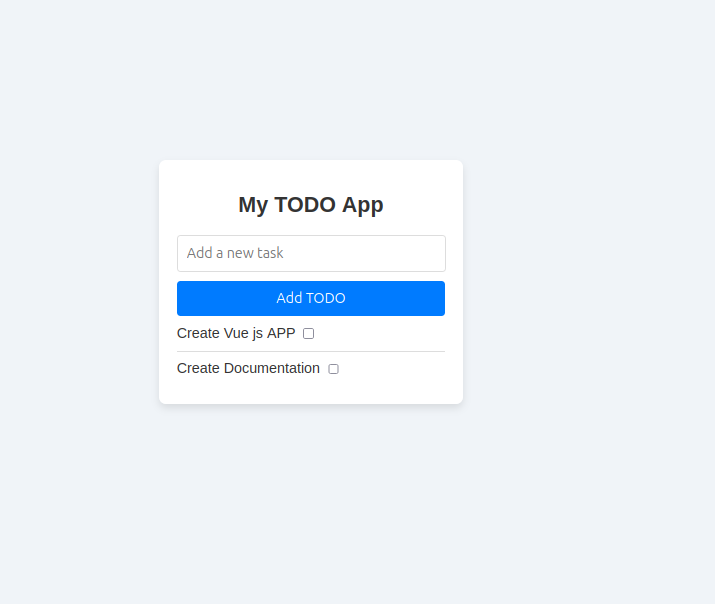 My TODO App
Add a new task
Add TODO
Create Vue js APP
Create Documentation